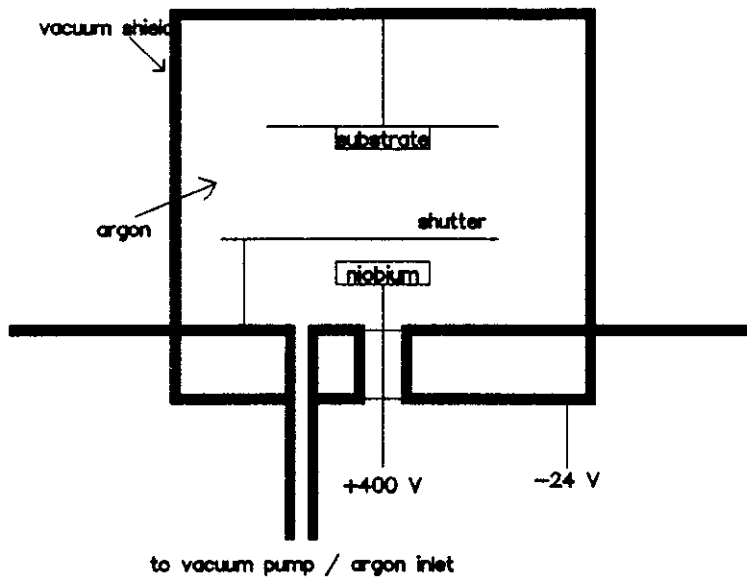 vacuum shield
substrate
argon
shutter
niobium
+400 V
-24 V
to vacuum pump / argon inlet